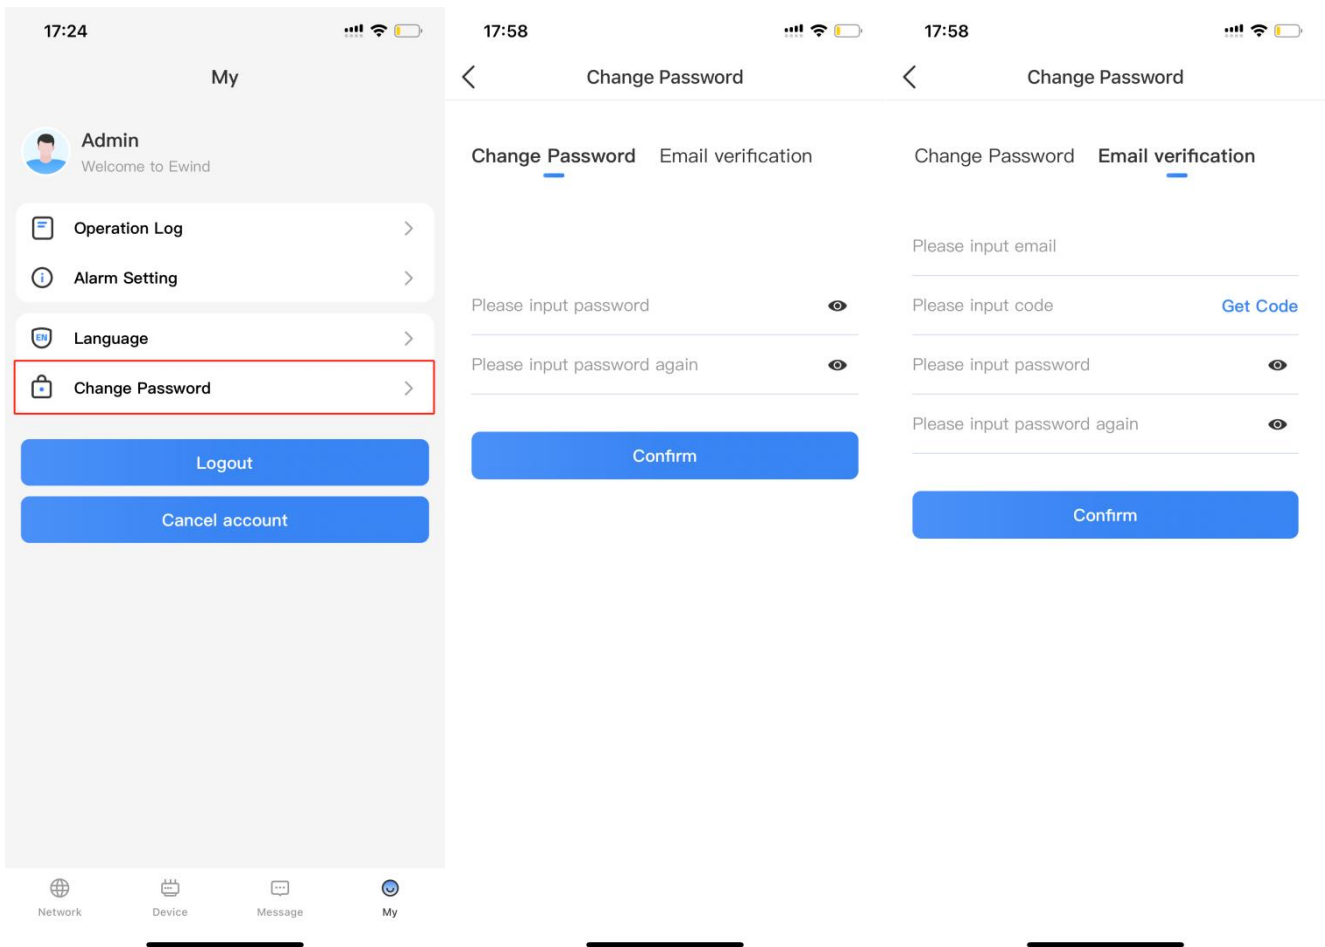 17:24
My
Admin
Welcome to Ewind
Operation Log
Alarm Setting
EN
Language
Change Password
Logout
Cancel account
Network Device Message My
17:58
Change Password
Change Password Email verification
Please input password
Please input password again
Confirm
17:58
Change Password
Change Password Email verification
Please input email
Please input code Get Code
Please input password
Please input password again
Confirm